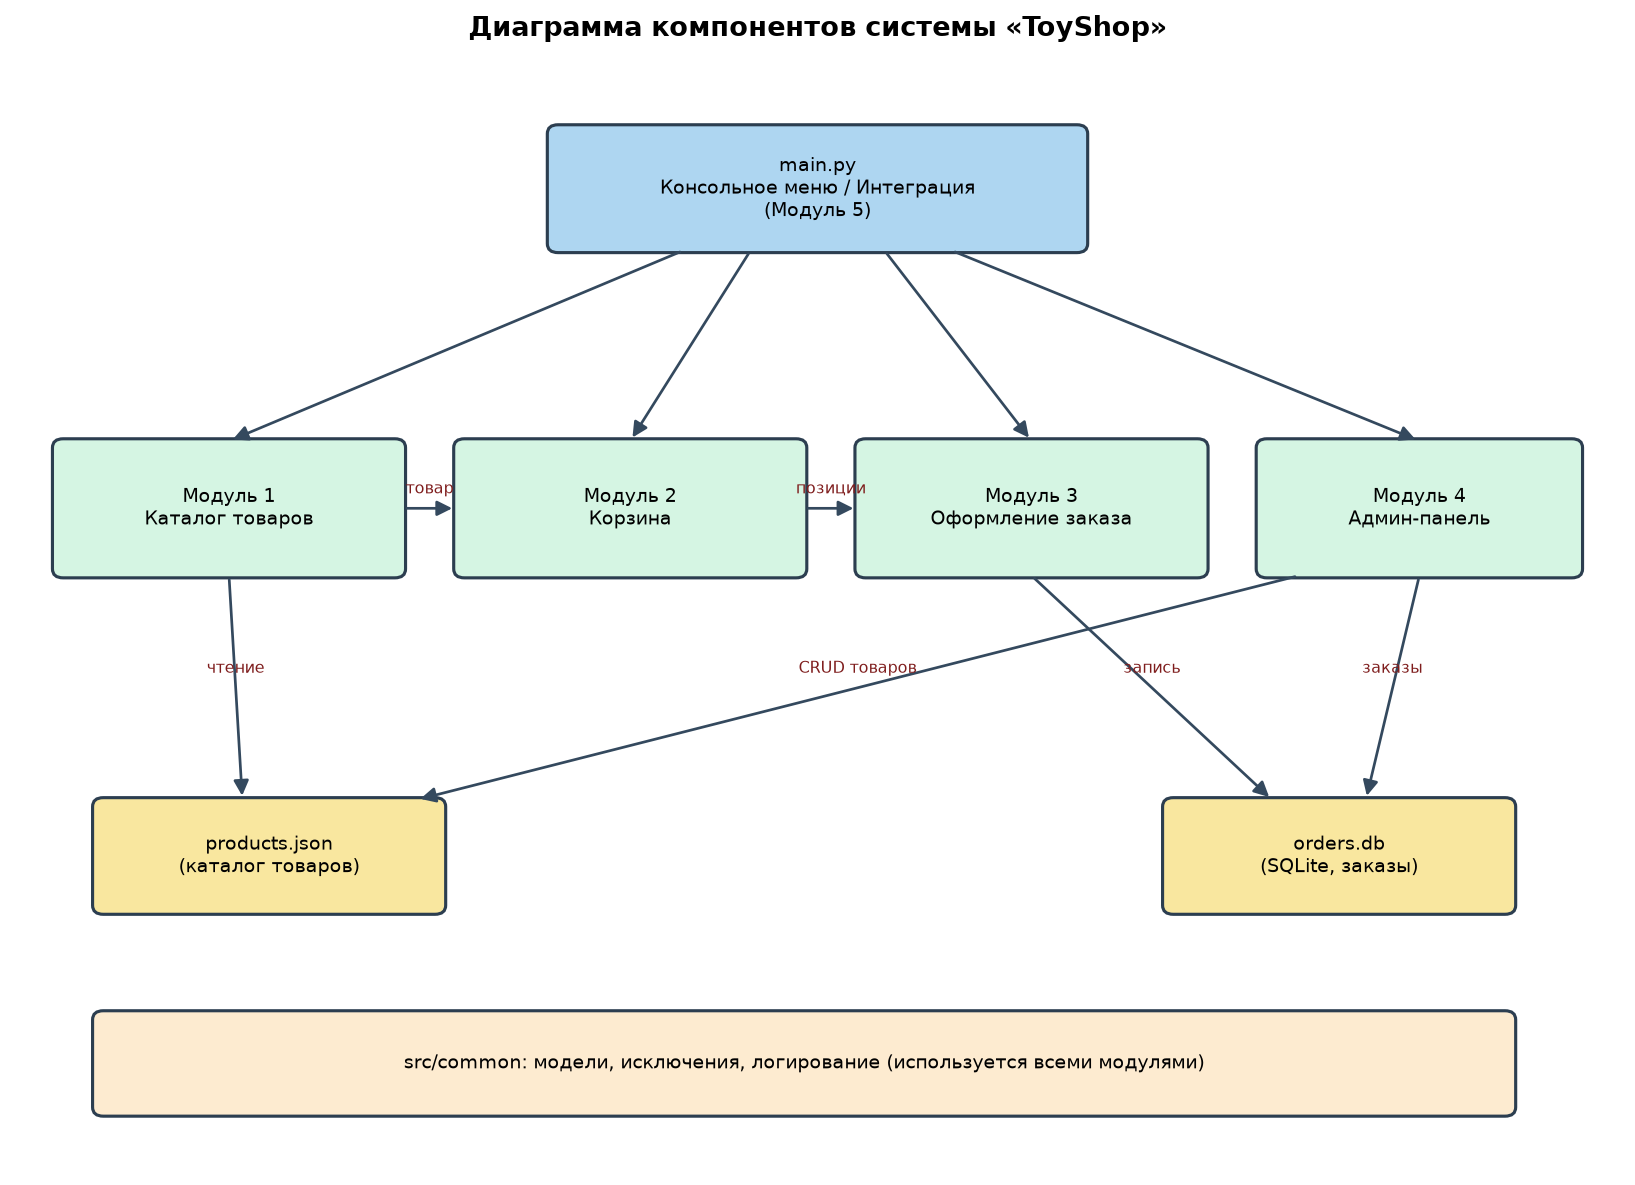 Диаграмма компонентов системы «ToyShop»
main.py
Консольное меню / Интеграция
(Модуль 5)
Модуль 1
Каталог товаров
товар
Модуль 2
Корзина
позиции
Модуль 3
Оформление заказа
Модуль 4
Админ-панель
чтение
CRUD товаров
запись
заказы
products.json
(каталог товаров)
orders.db
(SQLite, заказы)
src/common: модели, исключения, логирование (используется всеми модулями)